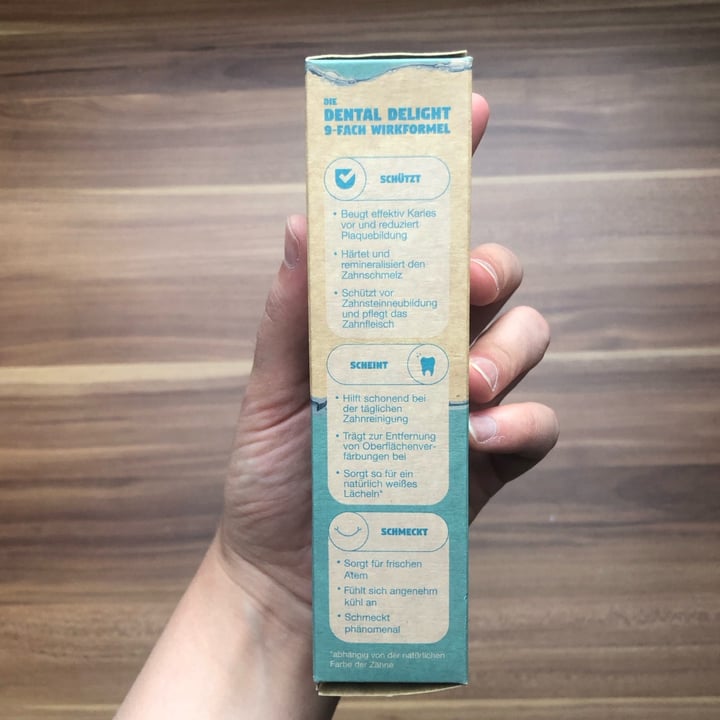 DIE
DENTAL DELIGHT
9-FACH WIRKFORMEL
SCHÜTZT
• Beugt effektiv Karies
vor und reduziert
Plaquebildung
• Härtet und
remineralisiert den
Zahnschmelz
• Schützt vor
Zahnsteinneubildung
und pflegt das
Zahnfleisch
SCHEINT
• Hilft schonend bei
der täglichen
Zahnreinigung
• Trägt zur Entfernung
von Oberflächenver-
färbungen bei
• Sorgt so für ein
natürlich weißes
Lächeln*
SCHMECKT
• Sorgt für frischen
Atem
• Fühlt sich angenehm
kühl an
• Schmeckt
phänomenal
*abhängig von der natürlichen
Farbe der Zähne